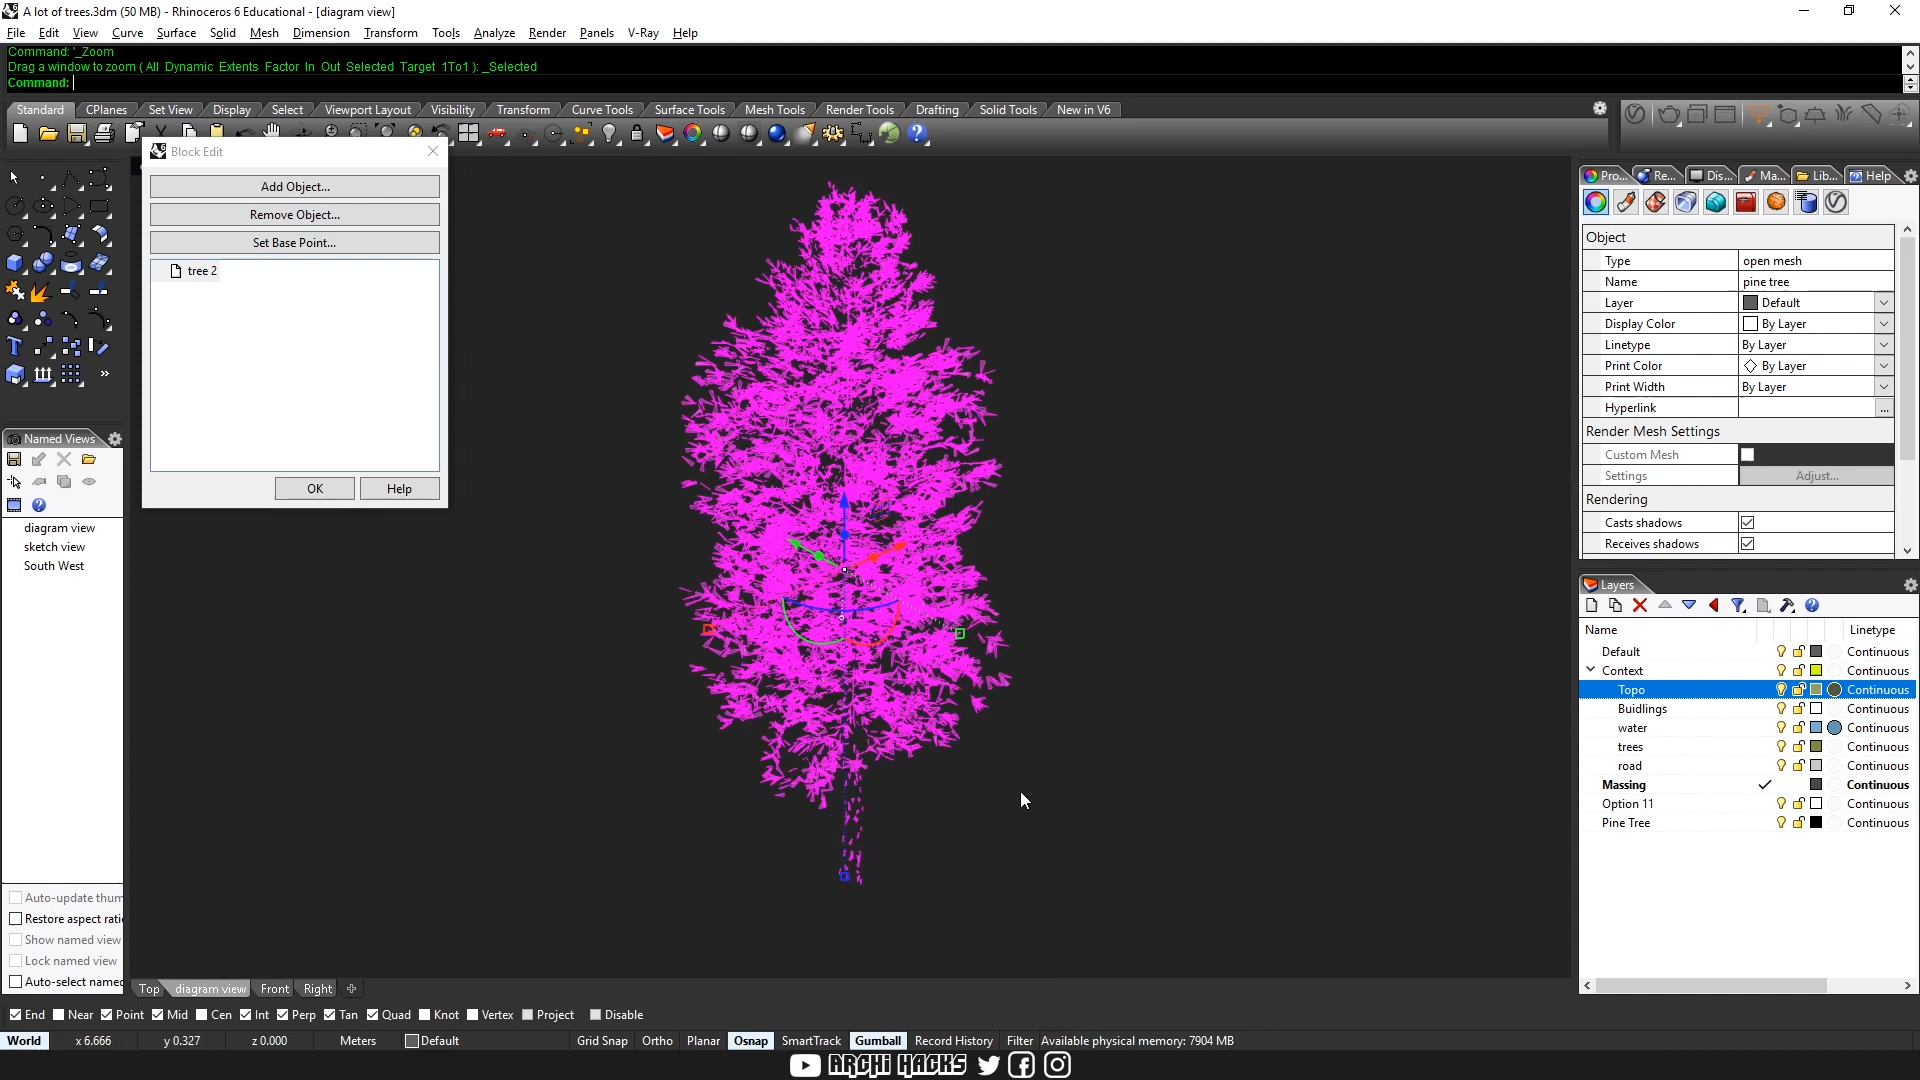 A lot of trees.3dm (50 MB) - Rhinoceros 6 Educational - [diagram view]
File Edit View Curve Surface Solid Mesh Dimension Transform Tools Analyze Render Panels V-Ray Help
Command: '_Zoom
Drag a window to zoom ( All Dynamic Extents Factor In Out Selected Target 1To1 ): _Selected
Command:
Standard CPlanes Set View Display Select Viewport Layout Visibility Transform Curve Tools Surface Tools Mesh Tools Render Tools Drafting Solid Tools New in V6
Block Edit
Add Object...
Remove Object...
Set Base Point...
tree 2
OK Help
Named Views
diagram view
sketch view
South West
Auto-update thum
Restore aspect rati
Show named view
Lock named view
Auto-select named
Pro... Re... Dis... Ma... Lib... Help
Object
Type open mesh
Name pine tree
Layer Default
Display Color By Layer
Linetype By Layer
Print Color By Layer
Print Width By Layer
Hyperlink ...
Render Mesh Settings
Custom Mesh
Settings Adjust...
Rendering
Casts shadows
Receives shadows
Layers
Name Linetype
Default Continuous
Context Continuous
Topo Continuous
Buidlings Continuous
water Continuous
trees Continuous
road Continuous
Massing Continuous
Option 11 Continuous
Pine Tree Continuous
Top diagram view Front Right
End Near Point Mid Cen Int Perp Tan Quad Knot Vertex Project Disable
World x 6.666 y 0.327 z 0.000 Meters Default Grid Snap Ortho Planar Osnap SmartTrack Gumball Record History Filter Available physical memory: 7904 MB
ARCHI HACKS